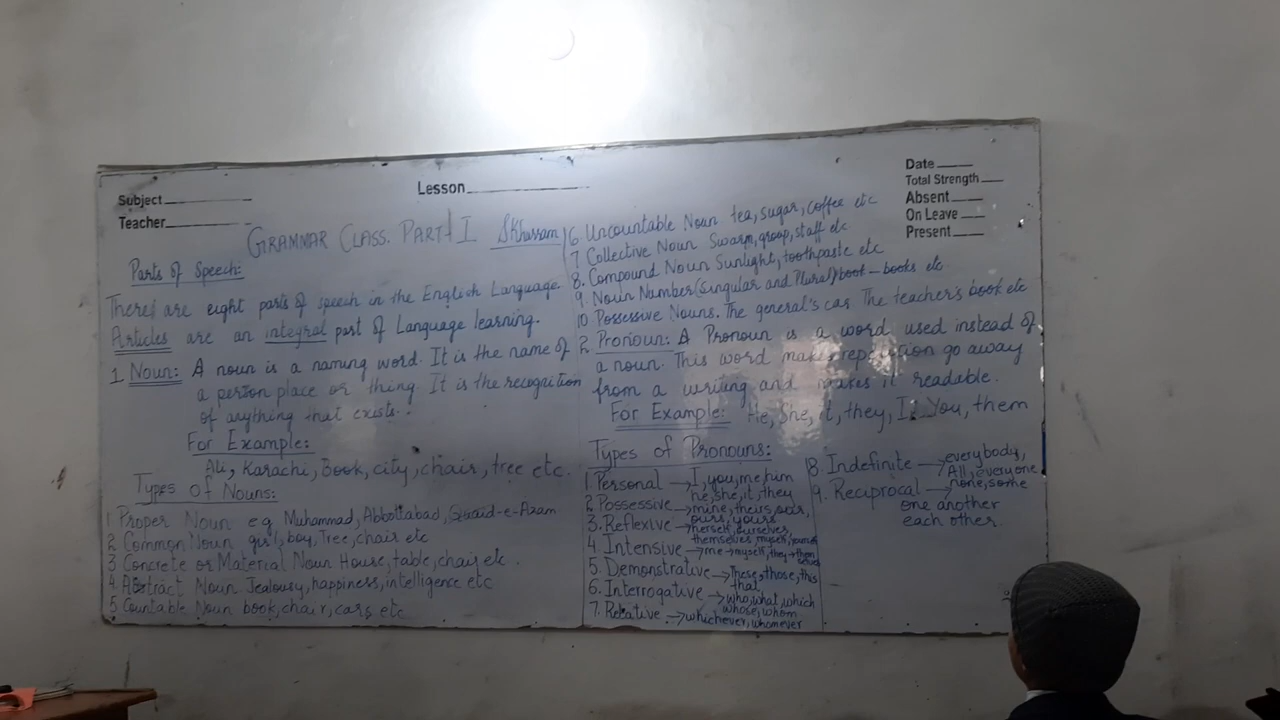 Subject
Teacher
Lesson
Date
Total Strength
Absent
On Leave
Present
GRAMMAR CLASS. PART I
Parts of Speech:
There are eight parts of speech in the English Language.
Articles are an integral part of Language learning.
1. Noun: A noun is a naming word. It is the name of
a person place or thing. It is the recognition
of anything that exists.
For Example:
Ali, Karachi, Book, city, chair, tree etc.
Types of Nouns:
1 Proper Noun eg Muhammad, Abbottabad, Quaid-e-Azam
2 Common Noun girl, boy, Tree, chair etc
3 Concrete or Material Noun House, table, chair etc.
4. Abstract Noun Jealousy, happiness, intelligence etc
5. Countable Noun book, chair, cars etc
6. Uncountable Noun tea, sugar, coffee etc
7 Collective Noun Swarm, group, staff etc
8. Compound Noun Sunlight, toothpaste etc
9 Noun Number (Singular and Plural) book - books etc
10 Possessive Nouns. The general's car The teacher's book etc
2. Pronoun: A Pronoun is a word used instead of
a noun. This word makes repetition go away
from a writing and makes it readable.
For Example: He, She, it, they, I, You, them
Types of Pronouns:
1. Personal → I, you, me, him
he, she, it, they
2. Possessive → mine, theirs, our,
ours, yours
3. Reflexive → herself, ourselves,
themselves, myself,
4. Intensive → me → myself, they → themselves
5. Demonstrative → These, those, this
that
6. Interrogative → who, what, which
whose, whom
7. Relative → whichever, whomever
8. Indefinite → everybody,
All, everyone
none, some
9. Reciprocal →
one another
each other.